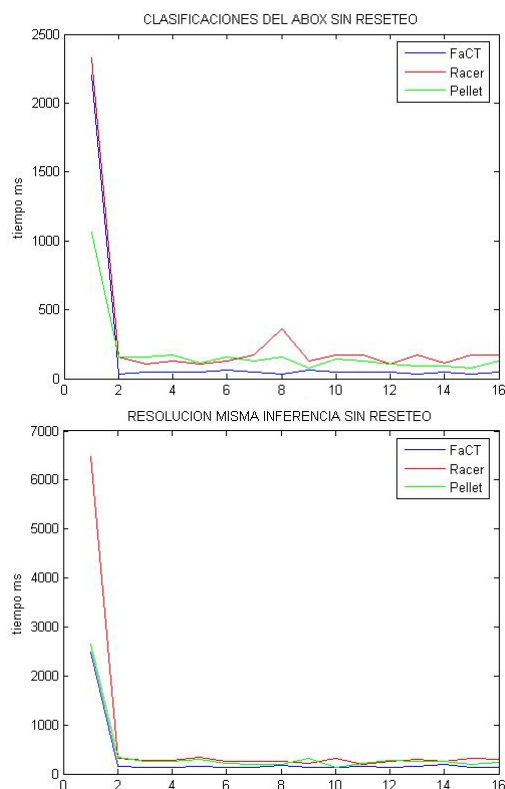 CLASIFICACIONES DEL ABOX SIN RESETEO
2500
2000
1500
1000
500
0
tiempo ms
FaCT
Racer
Pellet
0 2 4 6 8 10 12 14 16
RESOLUCION MISMA INFERENCIA SIN RESETEO
7000
6000
5000
4000
3000
2000
1000
0
tiempo ms
FaCT
Racer
Pellet
0 2 4 6 8 10 12 14 16